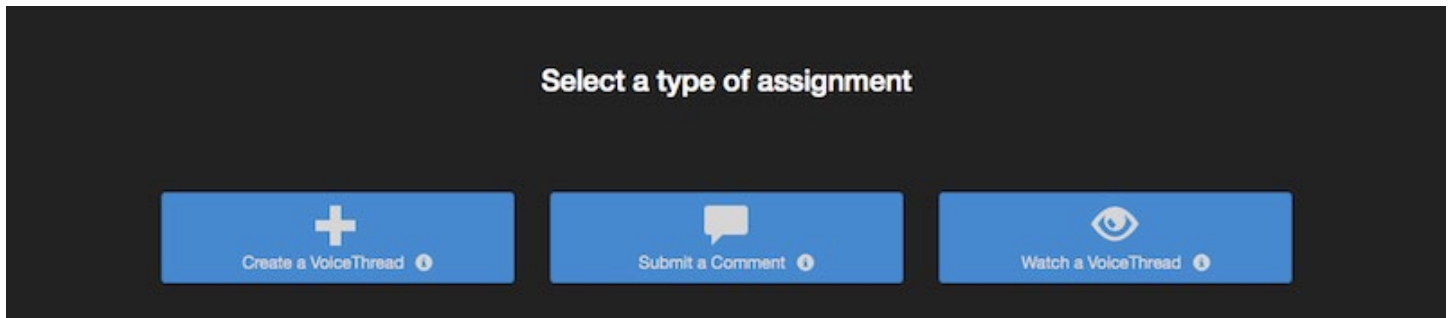 Select a type of assignment
Create a VoiceThread
Submit a Comment
Watch a VoiceThread